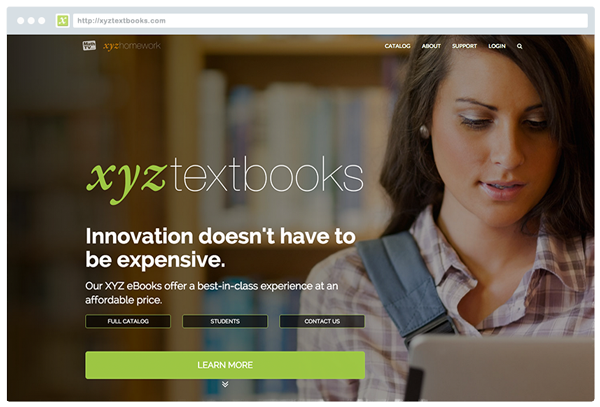 http://xyztextbooks.com
xyzhomework
CATALOG ABOUT SUPPORT LOGIN
xyztextbooks
Innovation doesn't have to
be expensive.
Our XYZ eBooks offer a best-in-class experience at an
affordable price.
FULL CATALOG STUDENTS CONTACT US
LEARN MORE